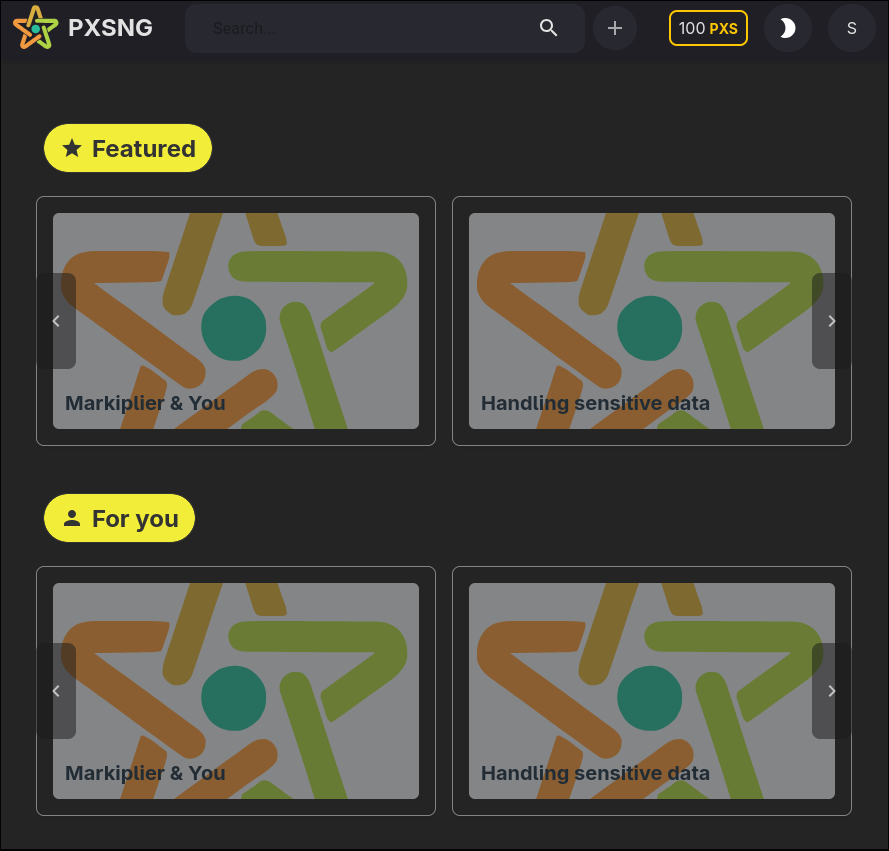 PXSNG
Search...
100 PXS
S
Featured
Markiplier & You
Handling sensitive data
For you
Markiplier & You
Handling sensitive data